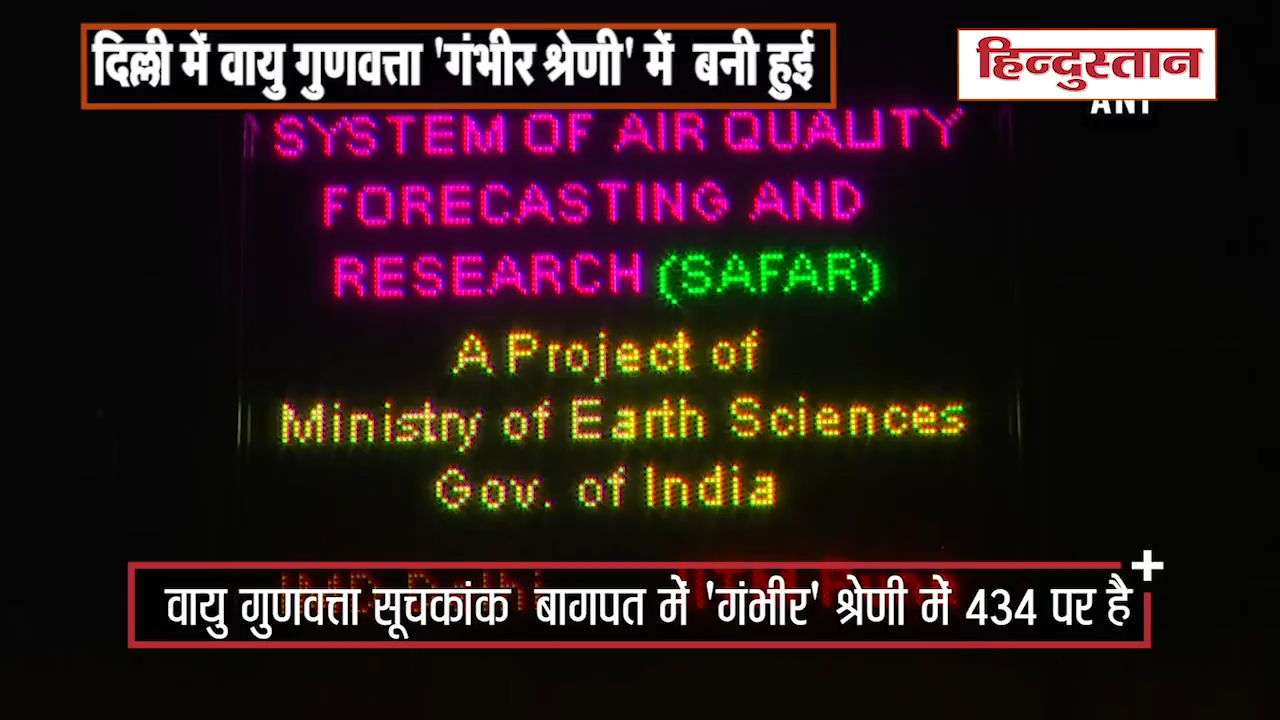 दिल्ली में वायु गुणवत्ता 'गंभीर श्रेणी' में बनी हुई
हिन्दुस्तान
ANI
SYSTEM OF AIR QUALITY
FORECASTING AND
RESEARCH (SAFAR)
A Project of
Ministry of Earth Sciences
Gov. of India
वायु गुणवत्ता सूचकांक बागपत में 'गंभीर' श्रेणी में 434 पर है